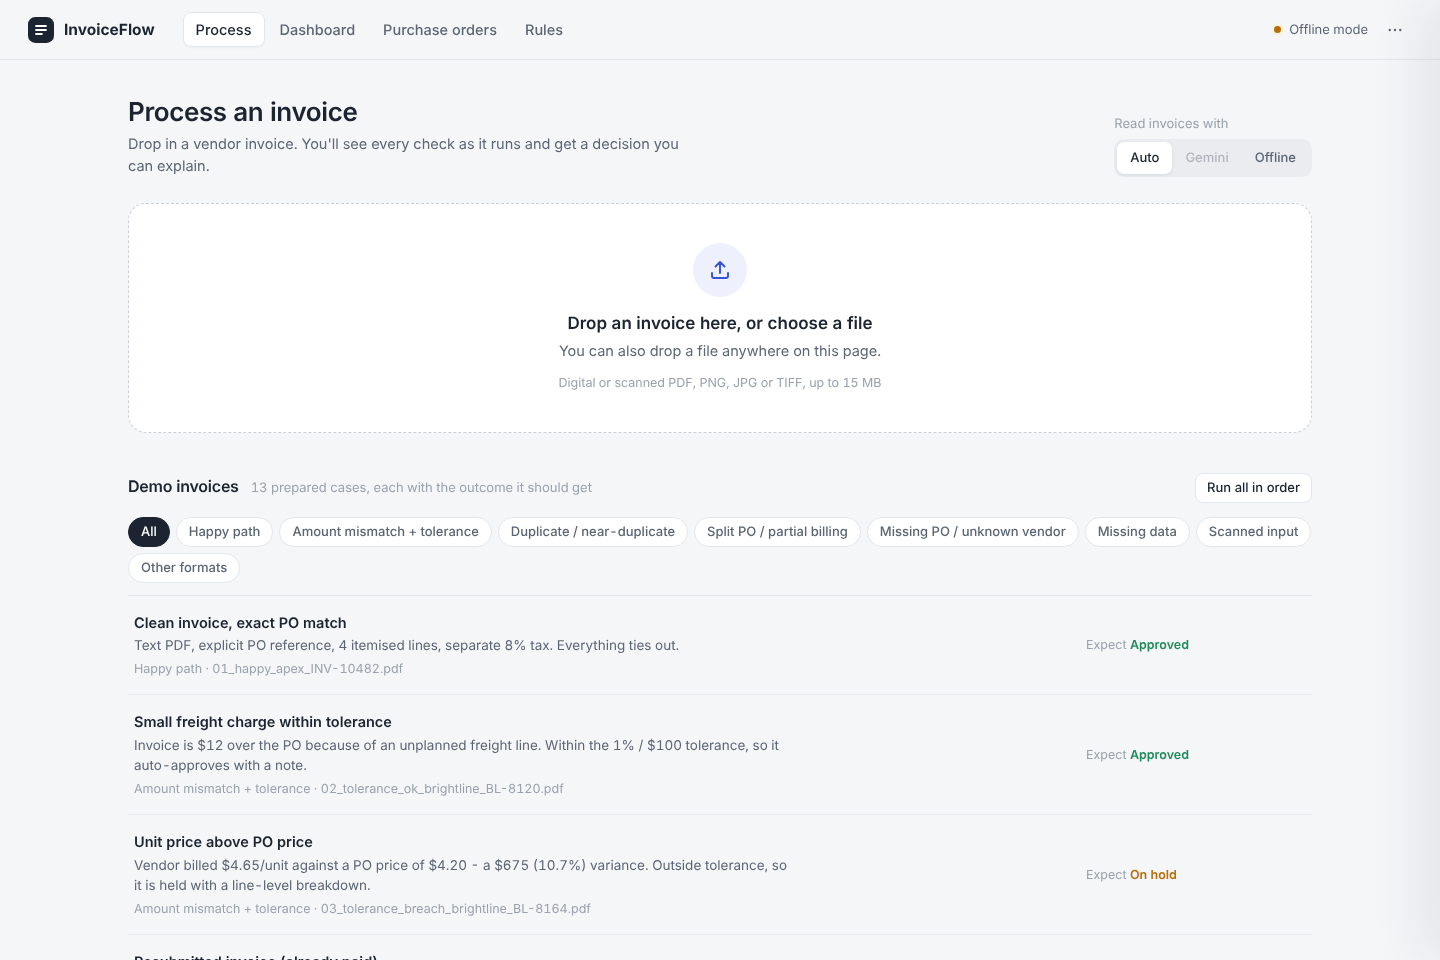 InvoiceFlow
Process
Dashboard
Purchase orders
Rules
Offline mode
Process an invoice
Drop in a vendor invoice. You'll see every check as it runs and get a decision you
can explain.
Read invoices with
Auto
Gemini
Offline
Drop an invoice here, or choose a file
You can also drop a file anywhere on this page.
Digital or scanned PDF, PNG, JPG or TIFF, up to 15 MB
Demo invoices
13 prepared cases, each with the outcome it should get
Run all in order
All
Happy path
Amount mismatch + tolerance
Duplicate / near-duplicate
Split PO / partial billing
Missing PO / unknown vendor
Missing data
Scanned input
Other formats
Clean invoice, exact PO match
Text PDF, explicit PO reference, 4 itemised lines, separate 8% tax. Everything ties out.
Happy path · 01_happy_apex_INV-10482.pdf
Expect Approved
Small freight charge within tolerance
Invoice is $12 over the PO because of an unplanned freight line. Within the 1% / $100 tolerance, so it
auto-approves with a note.
Amount mismatch + tolerance · 02_tolerance_ok_brightline_BL-8120.pdf
Expect Approved
Unit price above PO price
Vendor billed $4.65/unit against a PO price of $4.20 - a $675 (10.7%) variance. Outside tolerance, so
it is held with a line-level breakdown.
Amount mismatch + tolerance · 03_tolerance_breach_brightline_BL-8164.pdf
Expect On hold
Resubmitted invoice (already paid)